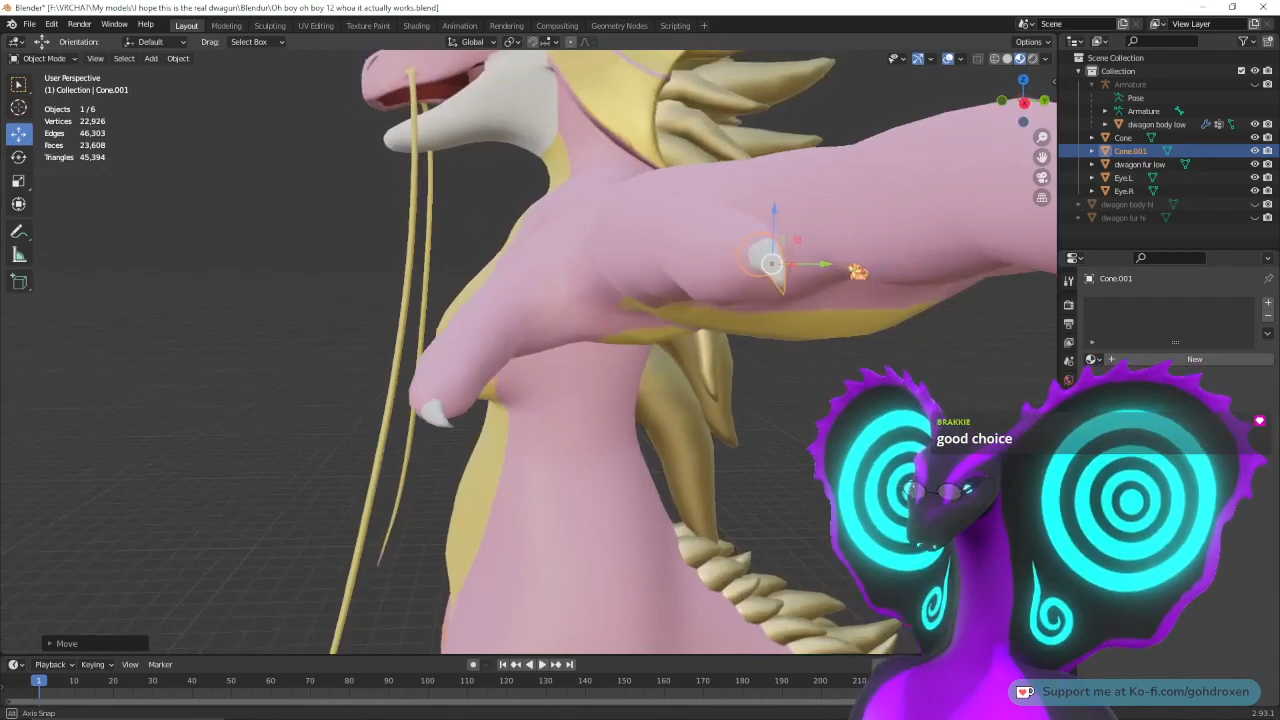 Blender* [F:\VRCHAT\My models\I hope this is the real dwagon\Blendur\Oh boy oh boy 12 whoa it actually works.blend]
File Edit Render Window Help Layout Modeling Sculpting UV Editing Texture Paint Shading Animation Rendering Compositing Geometry Nodes Scripting + Scene View Layer
Orientation: Default Drag: Select Box Global Options
Object Mode View Select Add Object
User Perspective
(1) Collection | Cone.001
Objects 1 / 6
Vertices 22,926
Edges 46,303
Faces 23,608
Triangles 45,394
Z
Y
X
Scene Collection
Collection
Armature
Pose
Armature
dwagon body low
Cone
Cone.001
dwagon fur low
Eye.L
Eye.R
dwagon body hi
dwagon fur hi
Cone.001
New
BRAKKIE
good choice
Move
Playback Keying View Marker
1 10 20 30 40 50 60 70 80 90 100 110 120 130 140 150 160 170 180 190 200 210
Support me at Ko-fi.com/gohdroxen
Alt Axis Snap
2.93.1